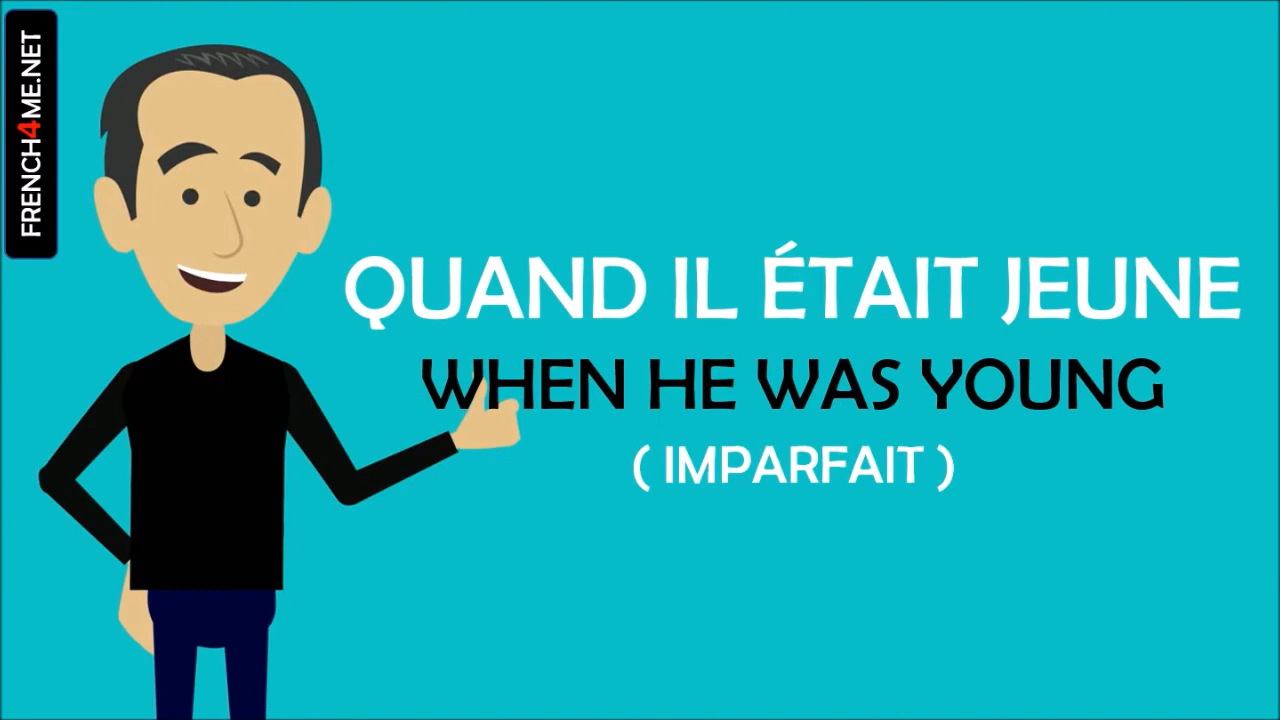 FRENCH4ME.NET
QUAND IL ÉTAIT JEUNE
WHEN HE WAS YOUNG
( IMPARFAIT )